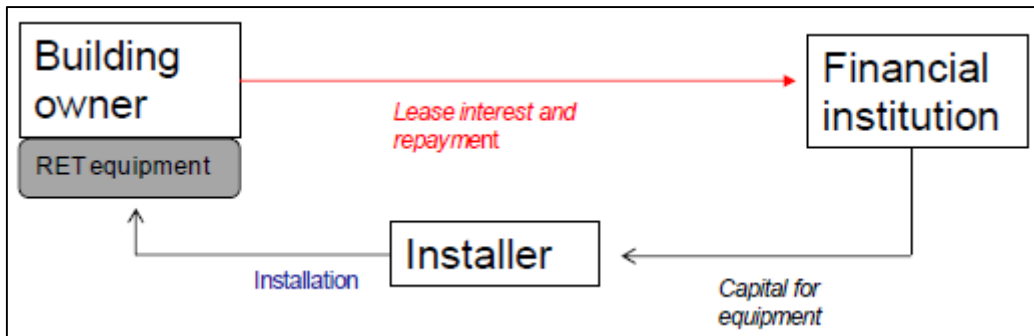 Building
owner
RET equipment
Lease interest and
repayment
Financial
institution
Installer
Installation
Capital for
equipment